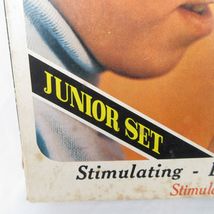 JUNIOR SET
Stimulating -